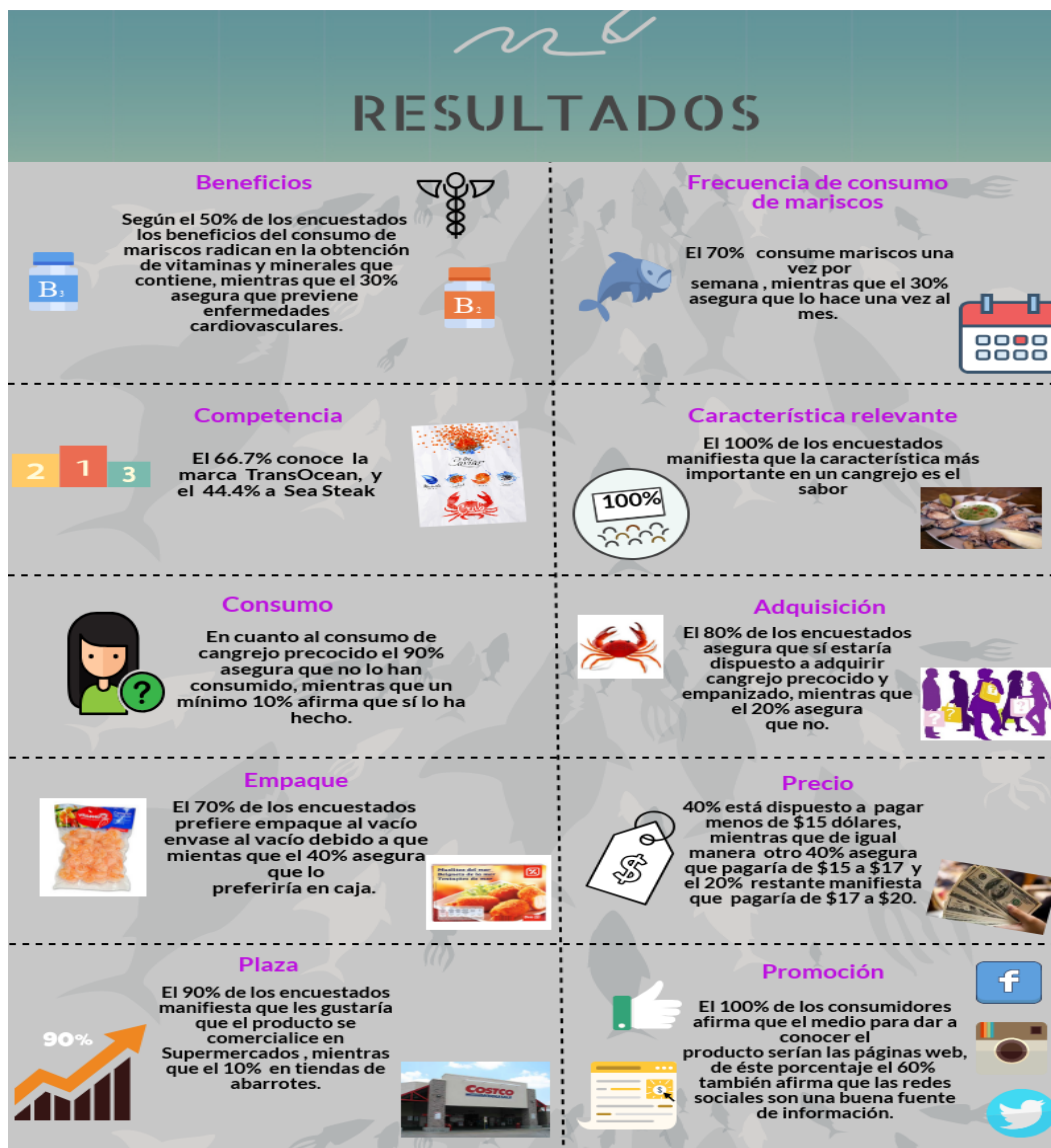 RESULTADOS
Beneficios
Según el 50% de los encuestados
los beneficios del consumo de
mariscos radican en la obtención
de vitaminas y minerales que
contiene, mientras que el 30%
asegura que previene
enfermedades
cardiovasculares.
B3
B2
Frecuencia de consumo
de mariscos
El 70% consume mariscos una
vez por
semana , mientras que el 30%
asegura que lo hace una vez al
mes.
Competencia
El 66.7% conoce la
marca TransOcean, y
el 44.4% a Sea Steak
2
1
3
Característica relevante
El 100% de los encuestados
manifiesta que la característica más
importante en un cangrejo es el
sabor
100%
Consumo
En cuanto al consumo de
cangrejo precocido el 90%
asegura que no lo han
consumido, mientras que un
mínimo 10% afirma que sí lo ha
hecho.
?
Adquisición
El 80% de los encuestados
asegura que sí estaría
dispuesto a adquirir
cangrejo precocido y
empanizado, mientras que
el 20% asegura
que no.
Empaque
El 70% de los encuestados
prefiere empaque al vacío
envase al vacío debido a que
mientas que el 40% asegura
que lo
preferiría en caja.
Precio
40% está dispuesto a pagar
menos de $15 dólares,
mientras que de igual
manera otro 40% asegura
que pagaría de $15 a $17 y
el 20% restante manifiesta
que pagaría de $17 a $20.
$
Plaza
El 90% de los encuestados
manifiesta que les gustaría
que el producto se
comercialice en
Supermercados , mientras
que el 10% en tiendas de
abarrotes.
90%
COSTCO
Promoción
El 100% de los consumidores
afirma que el medio para dar a
conocer el
producto serían las páginas web,
de éste porcentaje el 60%
también afirma que las redes
sociales son una buena fuente
de información.
$
f